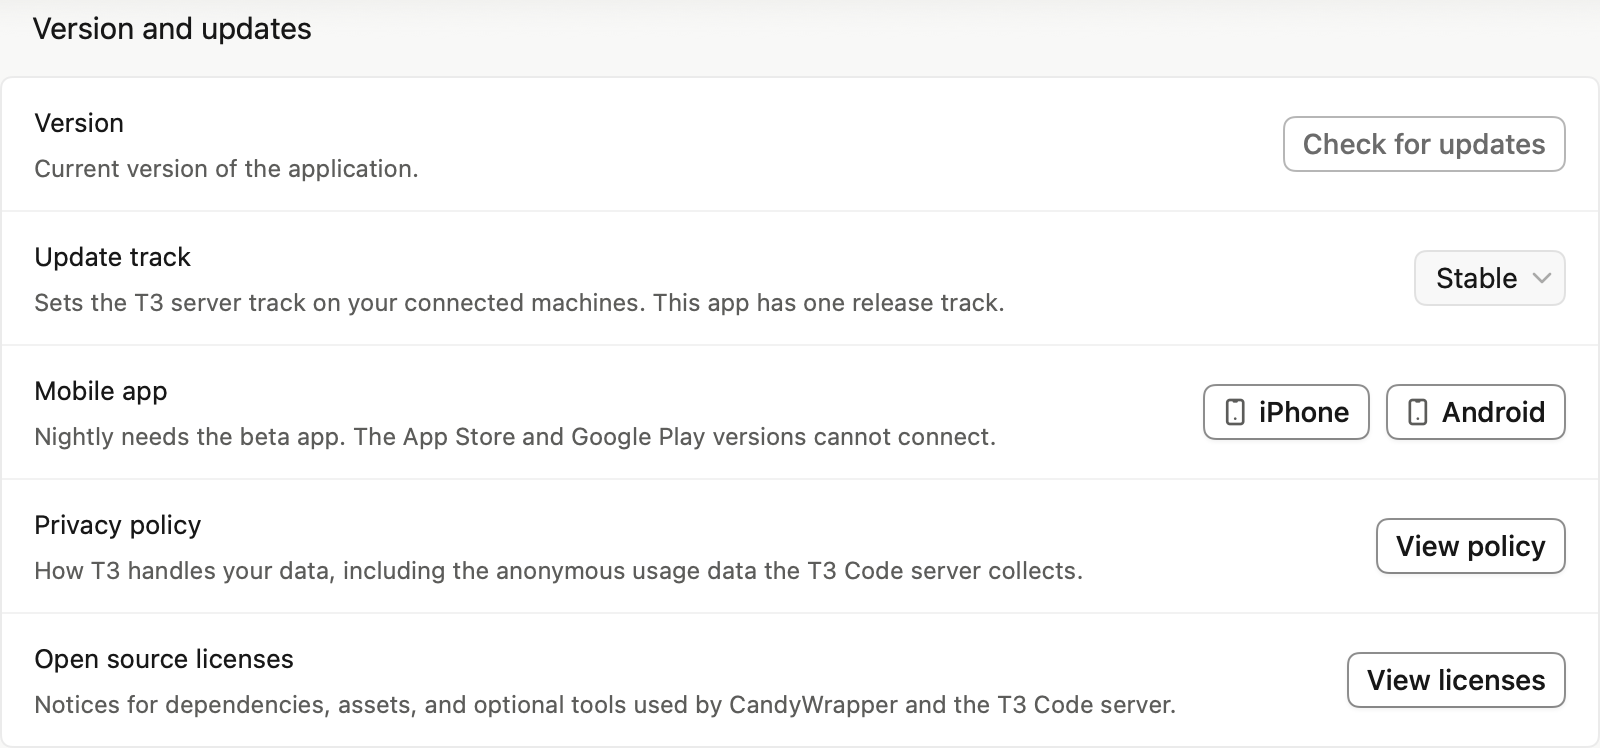 Version and updates
Version
Check for updates
Current version of the application.
Update track
Stable
Sets the T3 server track on your connected machines. This app has one release track.
Mobile app
iPhone
Android
Nightly needs the beta app. The App Store and Google Play versions cannot connect.
Privacy policy
View policy
How T3 handles your data, including the anonymous usage data the T3 Code server collects.
Open source licenses
View licenses
Notices for dependencies, assets, and optional tools used by CandyWrapper and the T3 Code server.